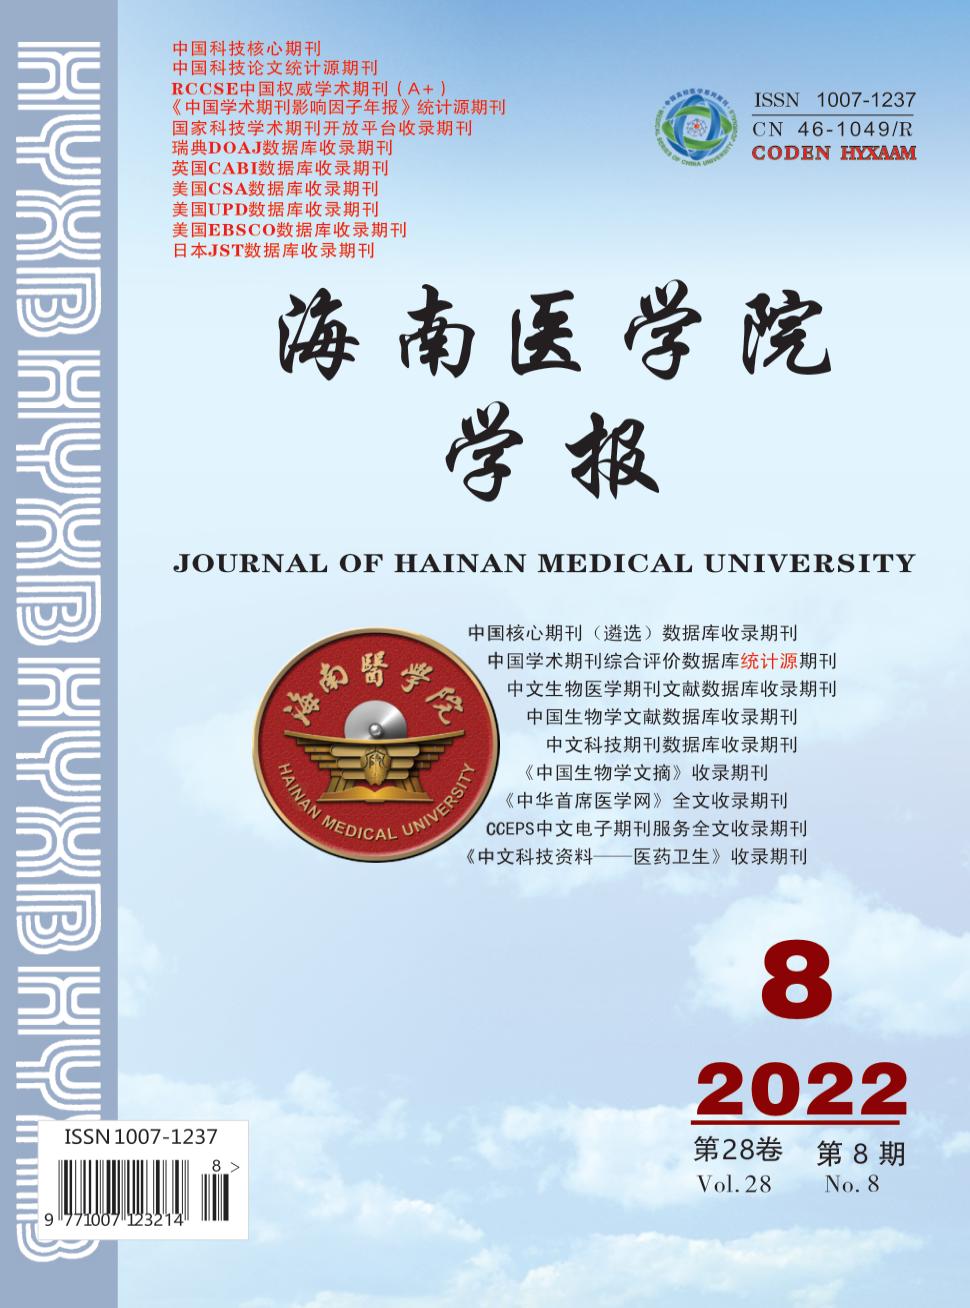 中国科技核心期刊
中国科技论文统计源期刊
RCCSE中国权威学术期刊（A+）
《中国学术期刊影响因子年报》统计源期刊
国家科技学术期刊开放平台收录期刊
瑞典DOAJ数据库收录期刊
英国CABI数据库收录期刊
美国CSA数据库收录期刊
美国UPD数据库收录期刊
美国EBSCO数据库收录期刊
日本JST数据库收录期刊
ISSN 1007-1237
CN 46-1049/R
CODEN HYXAAM
海南医学院
学报
JOURNAL OF HAINAN MEDICAL UNIVERSITY
海南醫學院
HAINAN MEDICAL UNIVERSITY
中国核心期刊（遴选）数据库收录期刊
中国学术期刊综合评价数据库统计源期刊
中文生物医学期刊文献数据库收录期刊
中国生物学文献数据库收录期刊
中文科技期刊数据库收录期刊
《中国生物学文摘》收录期刊
《中华首席医学网》全文收录期刊
CCEPS中文电子期刊服务全文收录期刊
《中文科技资料——医药卫生》收录期刊
8
2022
第28卷 第8期
Vol.28 No.8
HYXB HYXB HYXB HYXB HYXB
ISSN 1007-1237
8>
9 771007 123214